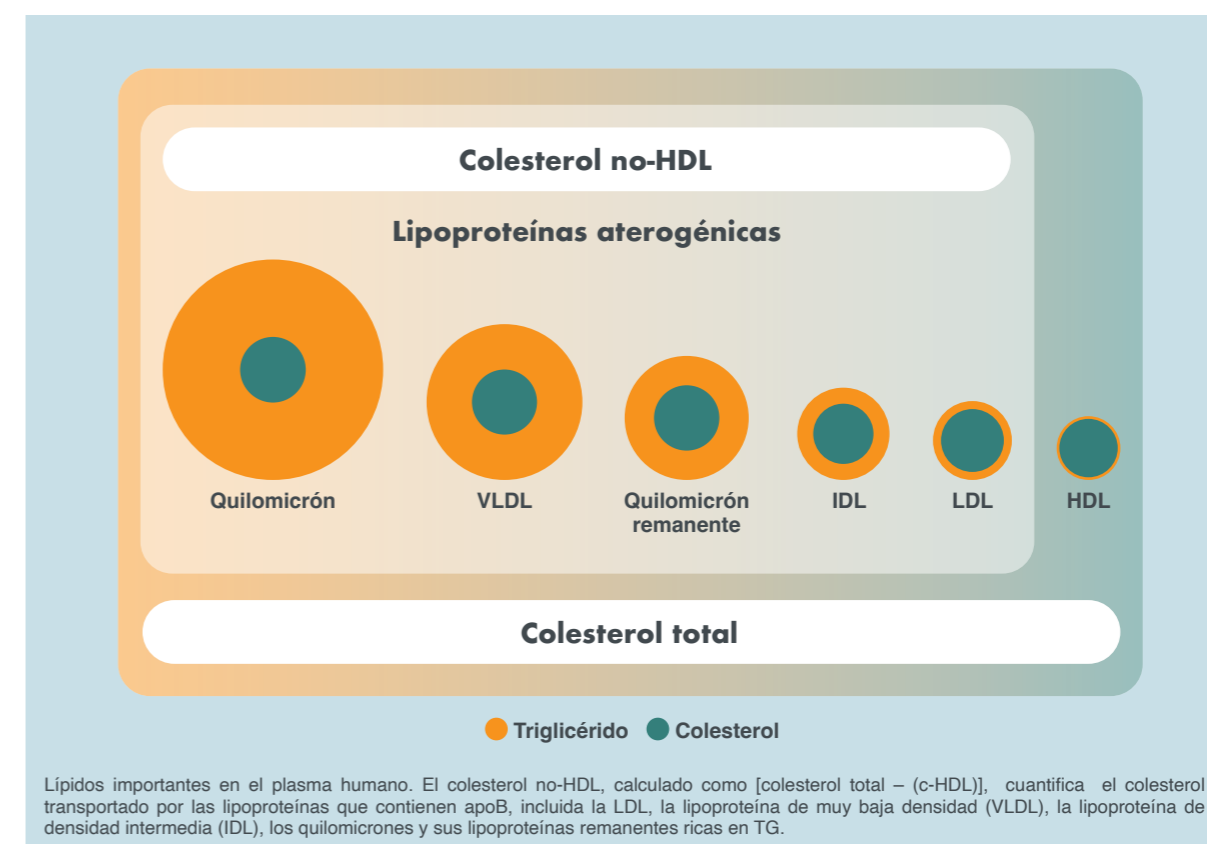 Colesterol no-HDL
Lipoproteínas aterogénicas
Quilomicrón
VLDL
Quilomicrón
remanente
IDL
LDL
HDL
Colesterol total
Triglicérido
Colesterol
Lípidos importantes en el plasma humano. El colesterol no-HDL, calculado como [colesterol total – (c-HDL)], cuantifica el colesterol
transportado por las lipoproteínas que contienen apoB, incluida la LDL, la lipoproteína de muy baja densidad (VLDL), la lipoproteína de
densidad intermedia (IDL), los quilomicrones y sus lipoproteínas remanentes ricas en TG.